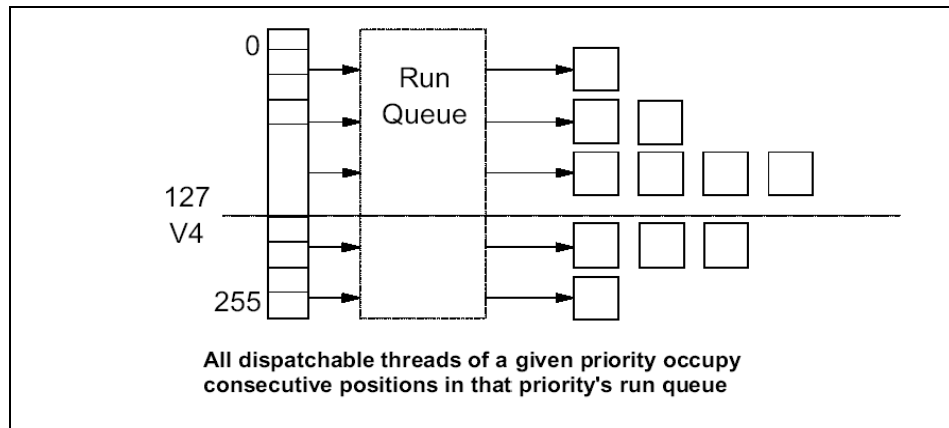 0
Run
Queue
127
V4
255
All dispatchable threads of a given priority occupy
consecutive positions in that priority's run queue